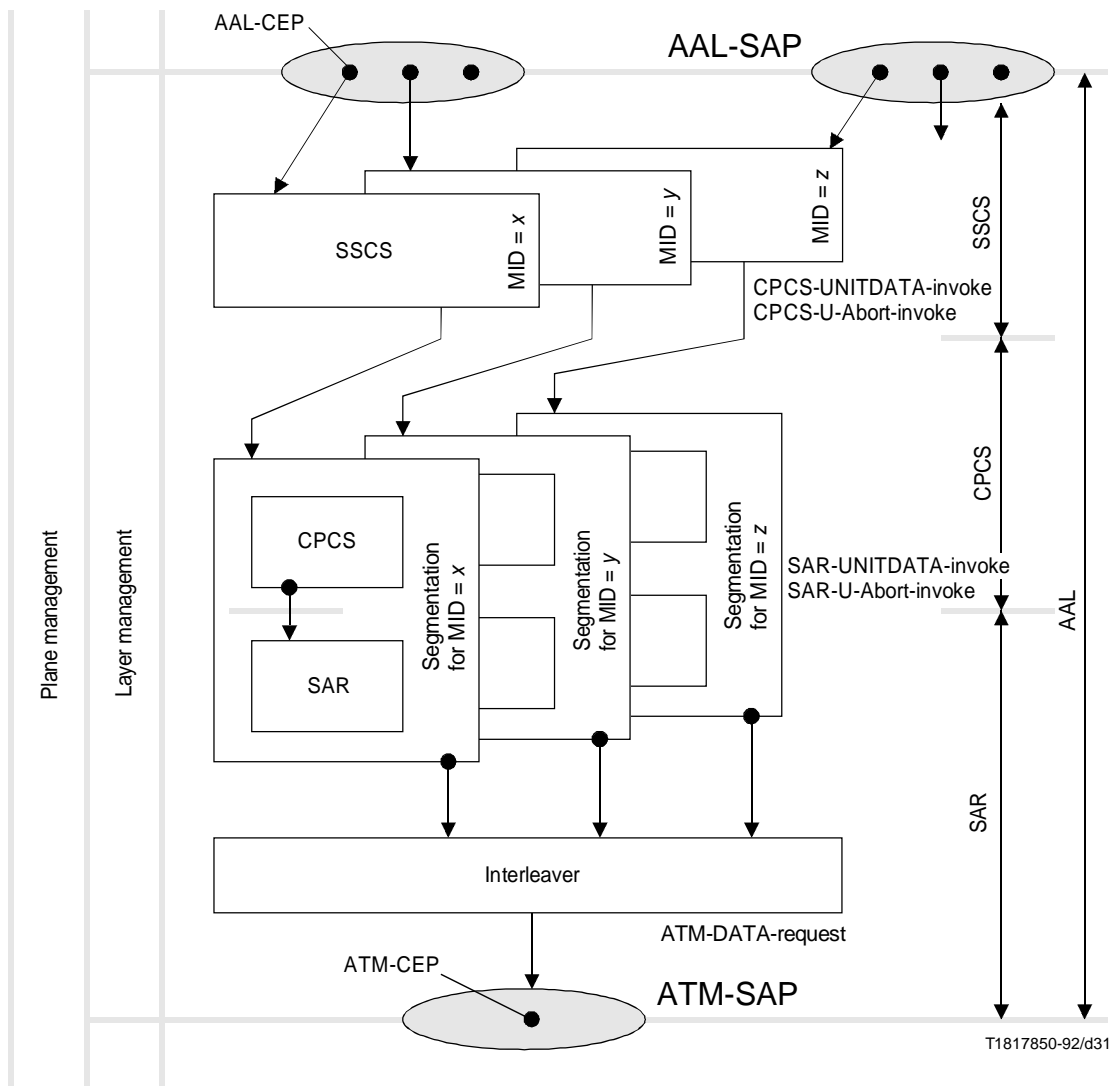 AAL-CEP
AAL-SAP
MID = x
MID = y
MID = z
SSCS
SSCS
CPCS-UNITDATA-invoke
CPCS-U-Abort-invoke
Plane management
Layer management
CPCS
SAR
Segmentation
for MID = x
Segmentation
for MID = y
Segmentation
for MID = z
CPCS
SAR-UNITDATA-invoke
SAR-U-Abort-invoke
AAL
SAR
Interleaver
ATM-DATA-request
ATM-CEP
ATM-SAP
T1817850-92/d31